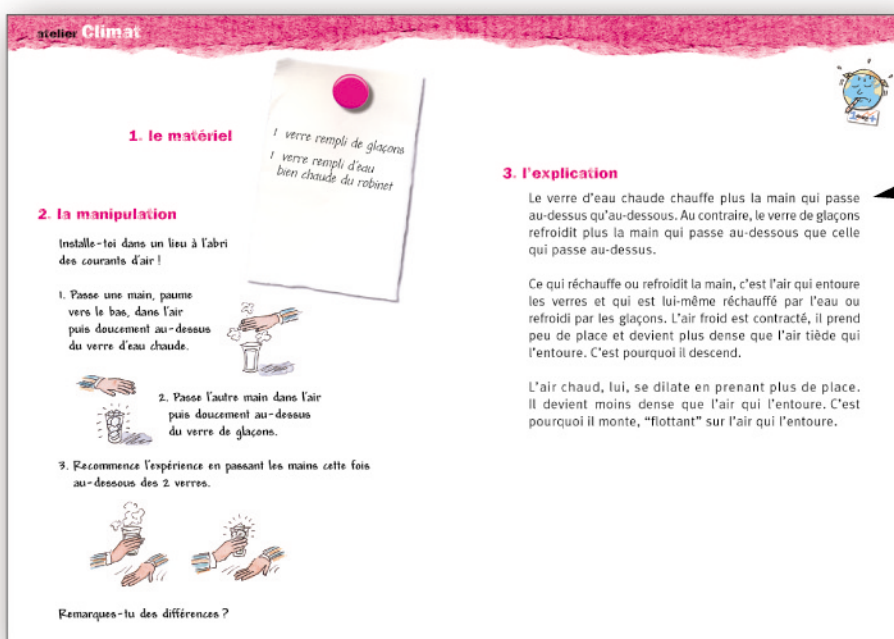 atelier Climat
1. le matériel
1 verre rempli de glaçons
1 verre rempli d'eau
bien chaude du robinet
2. la manipulation
Installe-toi dans un lieu à l'abri
des courants d'air !
1. Passe une main, paume
vers le bas, dans l'air
puis doucement au-dessus
du verre d'eau chaude.
2. Passe l'autre main dans l'air
puis doucement au-dessus
du verre de glaçons.
3. Recommence l'expérience en passant les mains cette fois
au-dessous des 2 verres.
Remarques-tu des différences ?
3. l'explication
Le verre d'eau chaude chauffe plus la main qui passe
au-dessus qu'au-dessous. Au contraire, le verre de glaçons
refroidit plus la main qui passe au-dessous que celle
qui passe au-dessus.
Ce qui réchauffe ou refroidit la main, c'est l'air qui entoure
les verres et qui est lui-même réchauffé par l'eau ou
refroidi par les glaçons. L'air froid est contracté, il prend
peu de place et devient plus dense que l'air tiède qui
l'entoure. C'est pourquoi il descend.
L'air chaud, lui, se dilate en prenant plus de place.
Il devient moins dense que l'air qui l'entoure. C'est
pourquoi il monte, "flottant" sur l'air qui l'entoure.